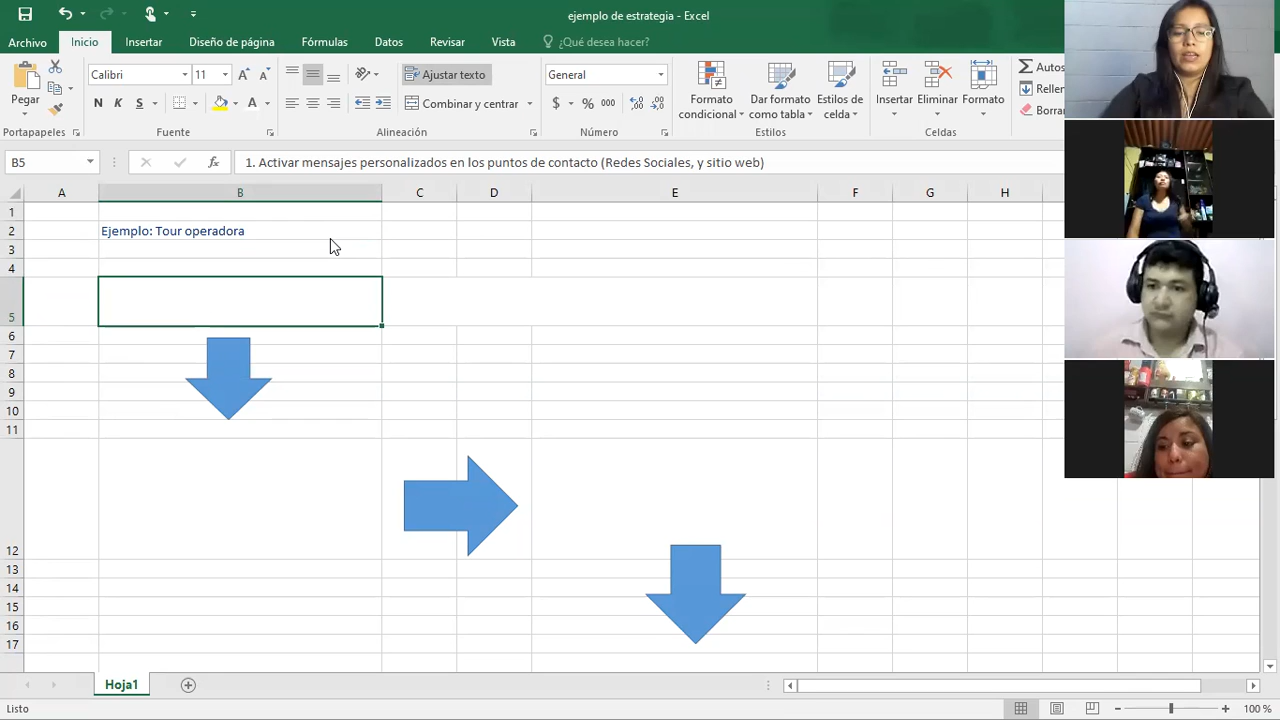 ejemplo de estrategia - Excel
Archivo Inicio Insertar Diseño de página Fórmulas Datos Revisar Vista ¿Qué desea hacer?
Pegar
Calibri 11
N K S
Ajustar texto
Combinar y centrar
General
$ % 000
Formato condicional
Dar formato como tabla
Estilos de celda
Insertar Eliminar Formato
Autos
Rellen
Borra
Portapapeles Fuente Alineación Número Estilos Celdas
B5 fx 1. Activar mensajes personalizados en los puntos de contacto (Redes Sociales, y sitio web)
A B C D E F G H
1
2 Ejemplo: Tour operadora
3
4
5
6
7
8
9
10
11
12
13
14
15
16
17
Hoja1
Listo 100 %